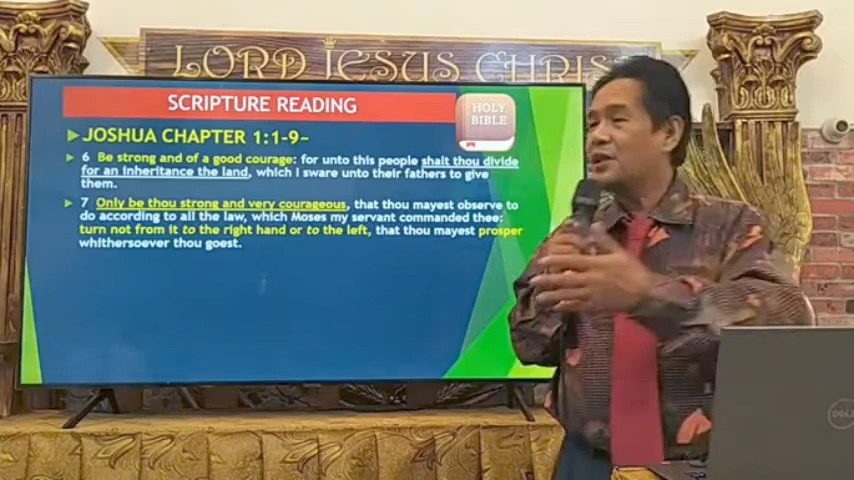 LORD JESUS CHRIST
SCRIPTURE READING
HOLY
BIBLE
JOSHUA CHAPTER 1:1-9~
6 Be strong and of a good courage: for unto this people shalt thou divide
for an inheritance the land, which I sware unto their fathers to give
them.
7 Only be thou strong and very courageous, that thou mayest observe to
do according to all the law, which Moses my servant commanded thee:
turn not from it to the right hand or to the left, that thou mayest prosper
whithersoever thou goest.
DELL